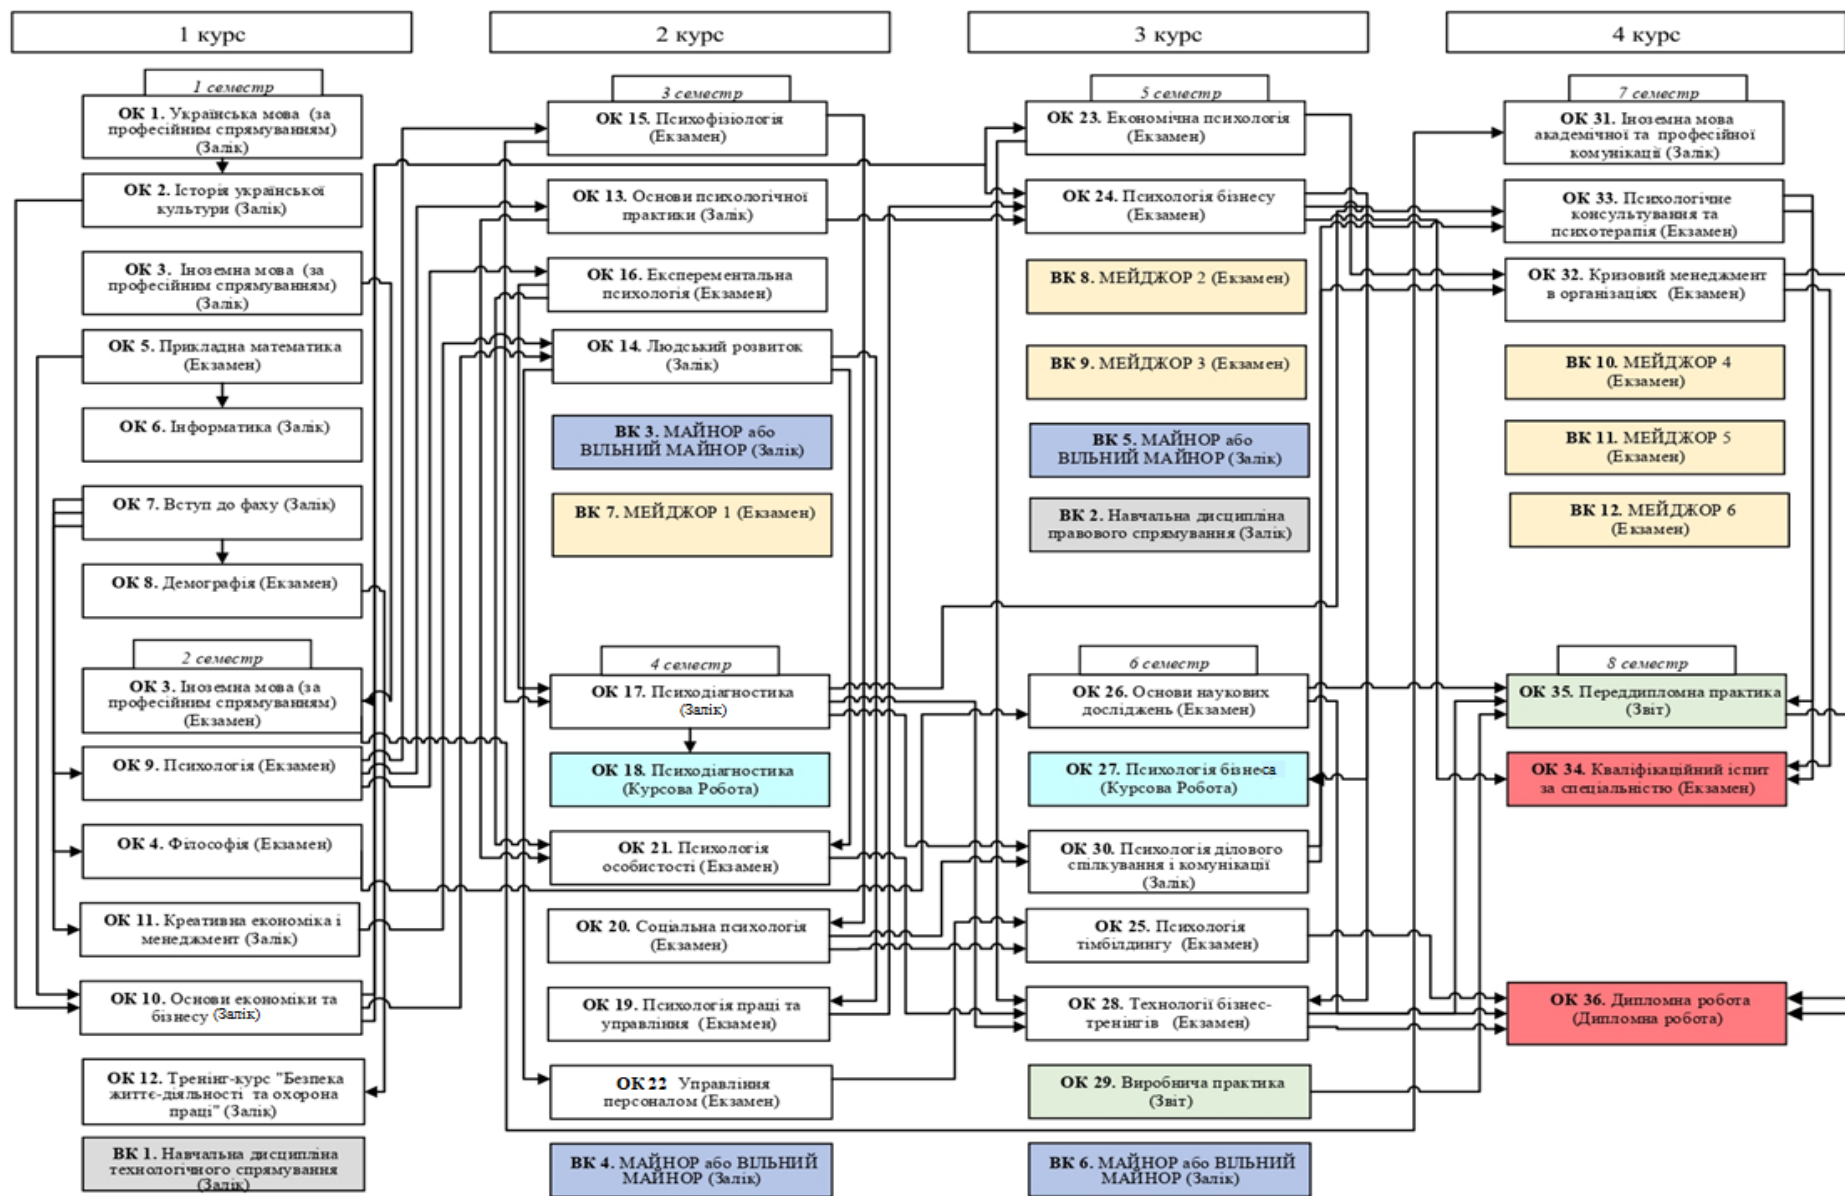 1 курс
2 курс
3 курс
4 курс
1 семестр
ОК 1. Українська мова (за
професійним спрямуванням)
(Залік)
ОК 2. Історія української
культури (Залік)
ОК 3. Іноземна мова (за
професійним спрямуванням)
(Залік)
ОК 5. Прикладна математика
(Екзамен)
ОК 6. Інформатика (Залік)
ОК 7. Вступ до фаху (Залік)
ОК 8. Демографія (Екзамен)
2 семестр
ОК 3. Іноземна мова (за
професійним спрямуванням)
(Екзамен)
ОК 9. Психологія (Екзамен)
ОК 4. Філософія (Екзамен)
ОК 11. Креативна економіка і
менеджмент (Залік)
ОК 10. Основи економіки та
бізнесу (Залік)
ОК 12. Тренінг-курс "Безпека
життє-діяльності та охорона
праці" (Залік)
ВК 1. Навчальна дисципліна
технологічного спрямування
(Залік)
3 семестр
ОК 15. Психофізіологія
(Екзамен)
ОК 13. Основи психологічної
практики (Залік)
ОК 16. Експерементальна
психологія (Екзамен)
ОК 14. Людський розвиток
(Залік)
ВК 3. МАЙНОР або
ВІЛЬНИЙ МАЙНОР (Залік)
ВК 7. МЕЙДЖОР 1 (Екзамен)
4 семестр
ОК 17. Психодіагностика
(Залік)
ОК 18. Психодіагностика
(Курсова Робота)
ОК 21. Психологія
особистості (Екзамен)
ОК 20. Соціальна психологія
(Екзамен)
ОК 19. Психологія праці та
управління (Екзамен)
ОК 22 Управління
персоналом (Екзамен)
ВК 4. МАЙНОР або ВІЛЬНИЙ
МАЙНОР (Залік)
5 семестр
ОК 23. Економічна психологія
(Екзамен)
ОК 24. Психологія бізнесу
(Екзамен)
ВК 8. МЕЙДЖОР 2 (Екзамен)
ВК 9. МЕЙДЖОР 3 (Екзамен)
ВК 5. МАЙНОР або
ВІЛЬНИЙ МАЙНОР (Залік)
ВК 2. Навчальна дисципліна
правового спрямування (Залік)
6 семестр
ОК 26. Основи наукових
досліджень (Екзамен)
ОК 27. Психологія бізнеса
(Курсова Робота)
ОК 30. Психологія ділового
спілкування і комунікації
(Залік)
ОК 25. Психологія
тімбілдингу (Екзамен)
ОК 28. Технології бізнес-
тренінгів (Екзамен)
ОК 29. Виробнича практика
(Звіт)
ВК 6. МАЙНОР або ВІЛЬНИЙ
МАЙНОР (Залік)
7 семестр
ОК 31. Іноземна мова
академічної та професійної
комунікації (Залік)
ОК 33. Психологічне
консультування та
психотерапія (Екзамен)
ОК 32. Кризовий менеджмент
в організаціях (Екзамен)
ВК 10. МЕЙДЖОР 4
(Екзамен)
ВК 11. МЕЙДЖОР 5
(Екзамен)
ВК 12. МЕЙДЖОР 6
(Екзамен)
8 семестр
ОК 35. Переддипломна практика
(Звіт)
ОК 34. Кваліфікаційний іспит
за спеціальністю (Екзамен)
ОК 36. Дипломна робота
(Дипломна робота)